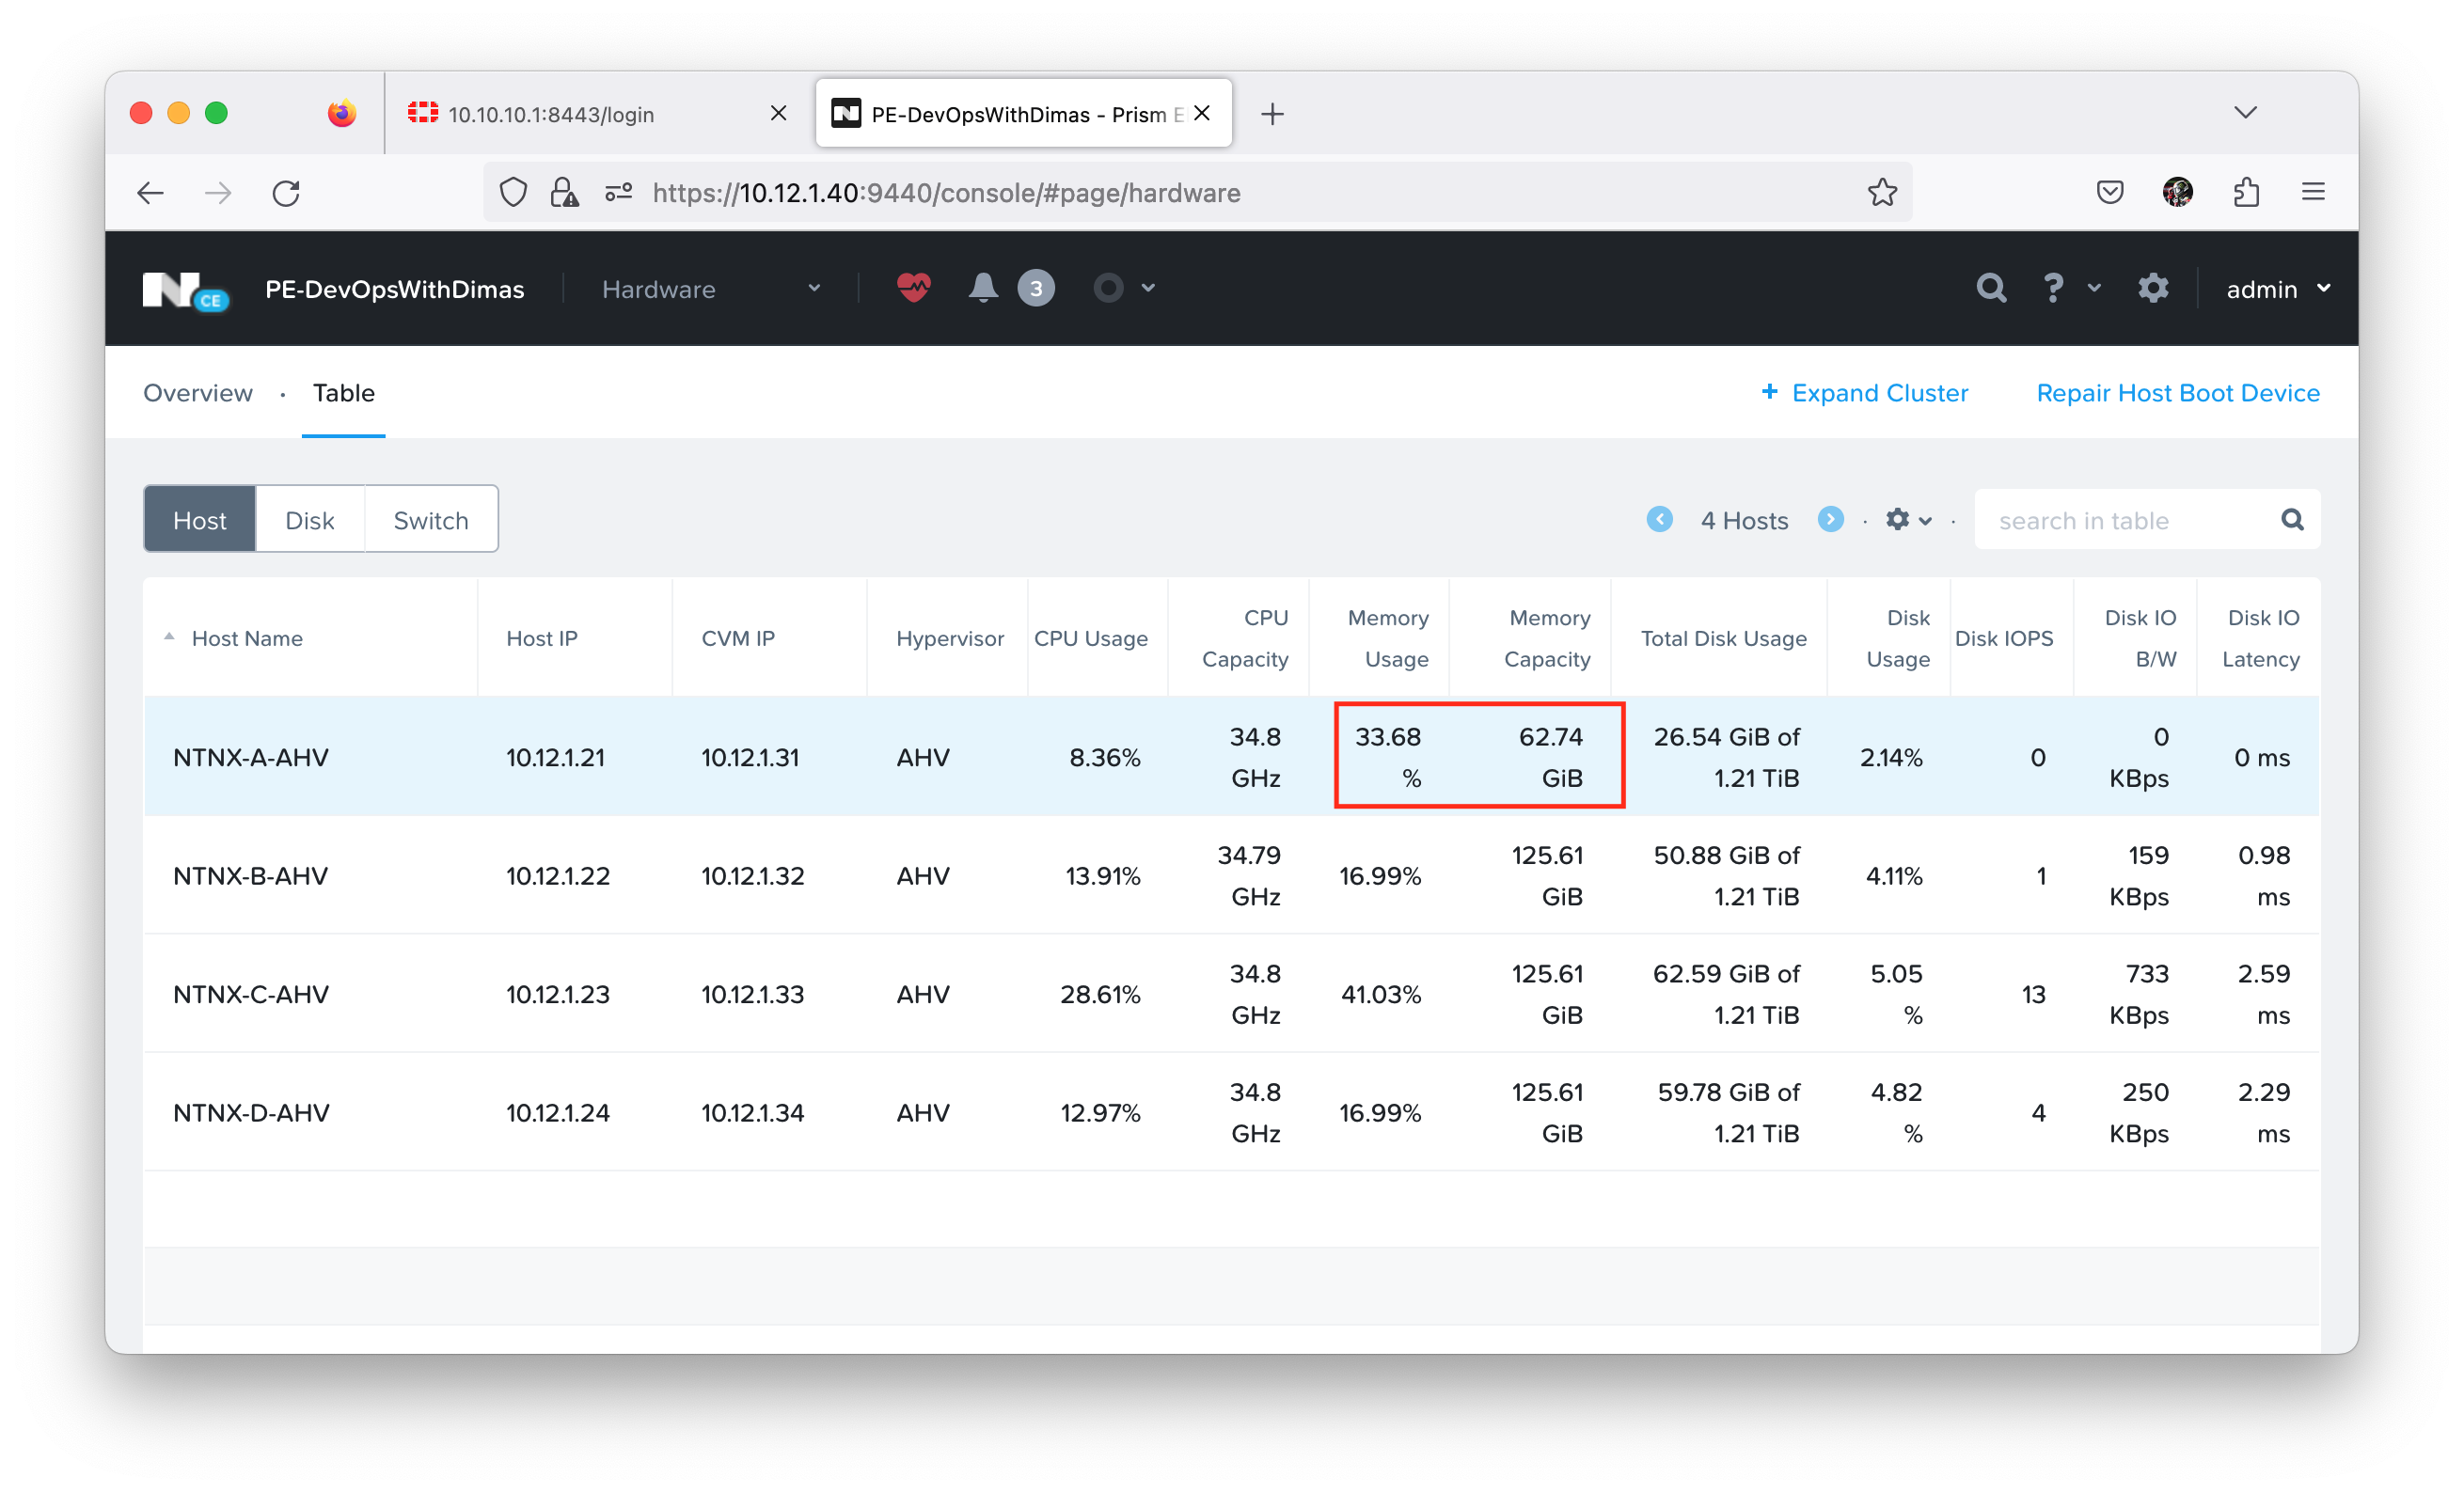 10.10.10.1:8443/login
PE-DevOpsWithDimas - Prism E
https://10.12.1.40:9440/console/#page/hardware
N CE PE-DevOpsWithDimas Hardware 3 ? admin
Overview · Table + Expand Cluster Repair Host Boot Device
Host Disk Switch 4 Hosts · · search in table
Host Name Host IP CVM IP Hypervisor CPU Usage CPU Capacity Memory Usage Memory Capacity Total Disk Usage Disk Usage Disk IOPS Disk IO B/W Disk IO Latency
NTNX-A-AHV 10.12.1.21 10.12.1.31 AHV 8.36% 34.8 GHz 33.68 % 62.74 GiB 26.54 GiB of 1.21 TiB 2.14% 0 0 KBps 0 ms
NTNX-B-AHV 10.12.1.22 10.12.1.32 AHV 13.91% 34.79 GHz 16.99% 125.61 GiB 50.88 GiB of 1.21 TiB 4.11% 1 159 KBps 0.98 ms
NTNX-C-AHV 10.12.1.23 10.12.1.33 AHV 28.61% 34.8 GHz 41.03% 125.61 GiB 62.59 GiB of 1.21 TiB 5.05 % 13 733 KBps 2.59 ms
NTNX-D-AHV 10.12.1.24 10.12.1.34 AHV 12.97% 34.8 GHz 16.99% 125.61 GiB 59.78 GiB of 1.21 TiB 4.82 % 4 250 KBps 2.29 ms